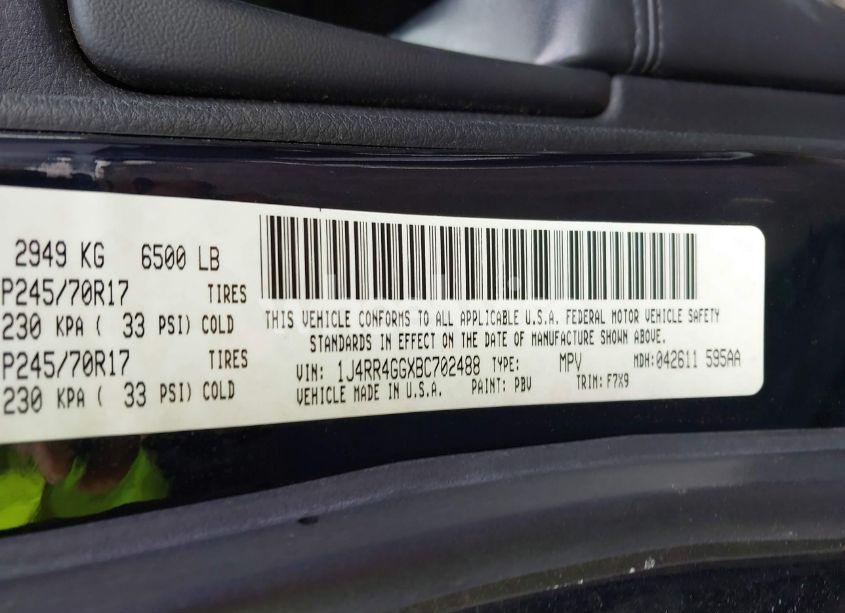 2949 KG 6500 LB
P245/70R17 TIRES
230 KPA ( 33 PSI) COLD
P245/70R17 TIRES
230 KPA ( 33 PSI) COLD
THIS VEHICLE CONFORMS TO ALL APPLICABLE U.S.A. FEDERAL MOTOR VEHICLE SAFETY
STANDARDS IN EFFECT ON THE DATE OF MANUFACTURE SHOWN ABOVE.
VIN: 1J4RR4GGXBC702488 TYPE: MPV MDH: 042611 595AA
VEHICLE MADE IN U.S.A. PAINT: PBV TRIM: F7X9